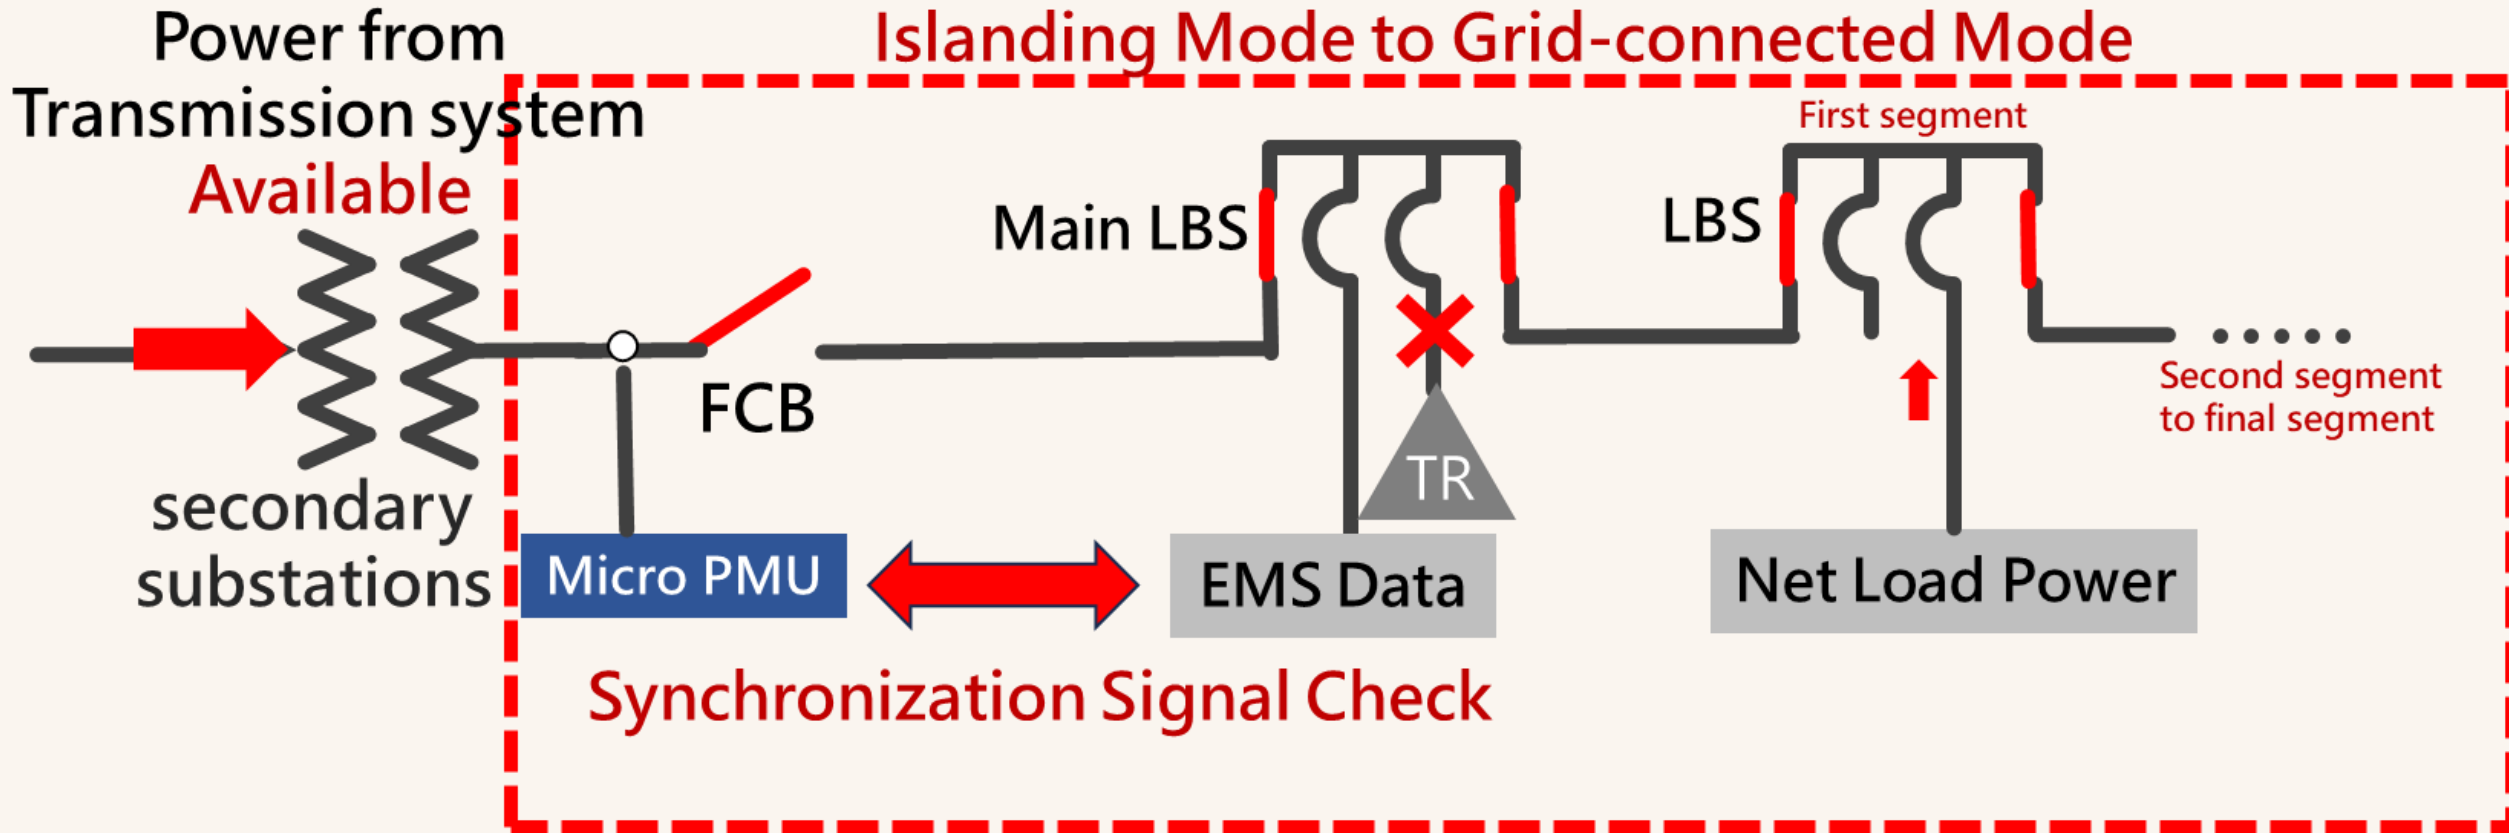 Power from
Transmission system
Available
Islanding Mode to Grid-connected Mode
First segment
Main LBS
LBS
FCB
Second segment
to final segment
TR
secondary
substations
Micro PMU
EMS Data
Net Load Power
Synchronization Signal Check